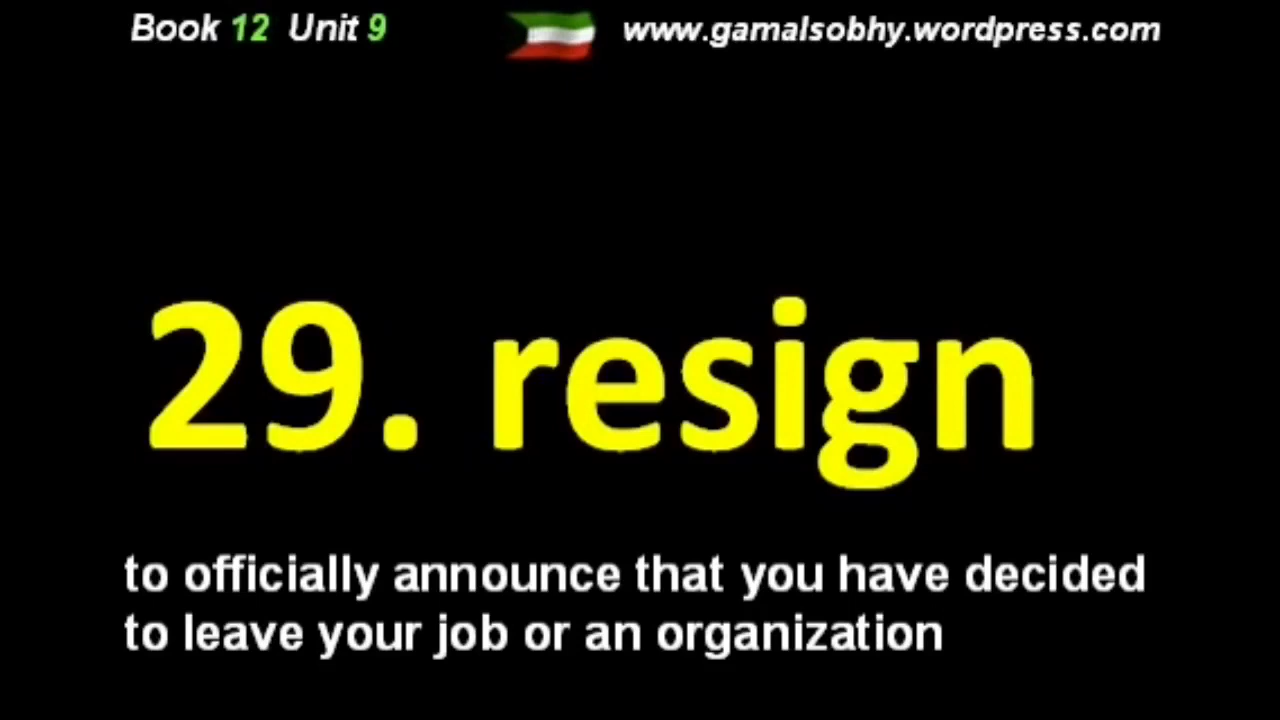 Book 12 Unit 9 www.gamalsobhy.wordpress.com
29. resign
to officially announce that you have decided
to leave your job or an organization